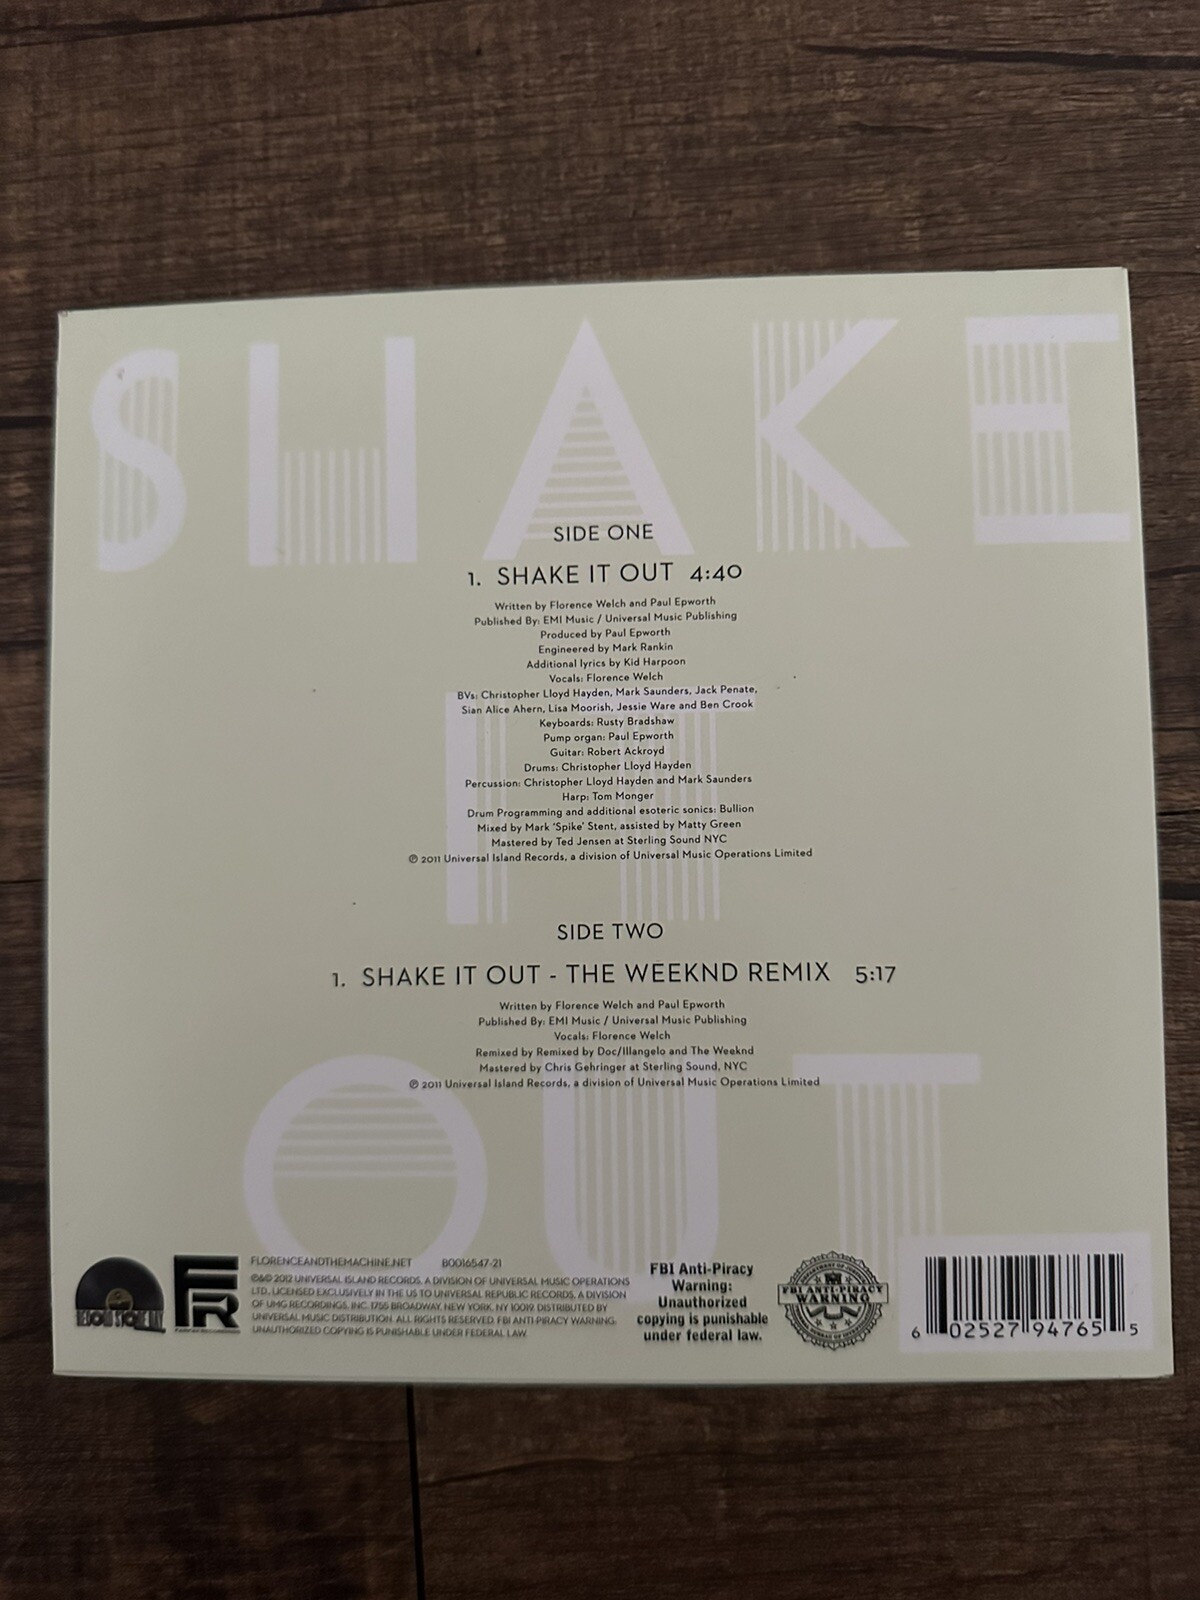 SHAKE
SIDE ONE
1. SHAKE IT OUT 4:40
Written by Florence Welch and Paul Epworth
Published By: EMI Music / Universal Music Publishing
Produced by Paul Epworth
Engineered by Mark Rankin
Additional lyrics by Kid Harpoon
Vocals: Florence Welch
BVs: Christopher Lloyd Hayden, Mark Saunders, Jack Penate,
Sian Alice Ahern, Lisa Moorish, Jessie Ware and Ben Crook
Keyboards: Rusty Bradshaw
Pump organ: Paul Epworth
Guitar: Robert Ackroyd
Drums: Christopher Lloyd Hayden
Percussion: Christopher Lloyd Hayden and Mark Saunders
Harp: Tom Monger
Drum Programming and additional esoteric sonics: Bullion
Mixed by Mark 'Spike' Stent, assisted by Matty Green
Mastered by Ted Jensen at Sterling Sound NYC
℗ 2011 Universal Island Records, a division of Universal Music Operations Limited
IT
SIDE TWO
1. SHAKE IT OUT - THE WEEKND REMIX 5:17
Written by Florence Welch and Paul Epworth
Published By: EMI Music / Universal Music Publishing
Vocals: Florence Welch
Remixed by Remixed by Doc/Illangelo and The Weeknd
Mastered by Chris Gehringer at Sterling Sound, NYC
℗ 2011 Universal Island Records, a division of Universal Music Operations Limited
OUT
RECORD STORE DAY
FLORENCEANDTHEMACHINE.NET B0016547-21
℗&© 2012 UNIVERSAL ISLAND RECORDS, A DIVISION OF UNIVERSAL MUSIC OPERATIONS
LTD. LICENSED EXCLUSIVELY IN THE US TO UNIVERSAL REPUBLIC RECORDS, A DIVISION
OF UMG RECORDINGS, INC. 1755 BROADWAY, NEW YORK, NY 10019. DISTRIBUTED BY
UNIVERSAL MUSIC DISTRIBUTION. ALL RIGHTS RESERVED. FBI ANTI-PIRACY WARNING:
UNAUTHORIZED COPYING IS PUNISHABLE UNDER FEDERAL LAW.
FBI Anti-Piracy
Warning:
Unauthorized
copying is punishable
under federal law.
FBI ANTI-PIRACY
WARNING
6 02527 94765 5